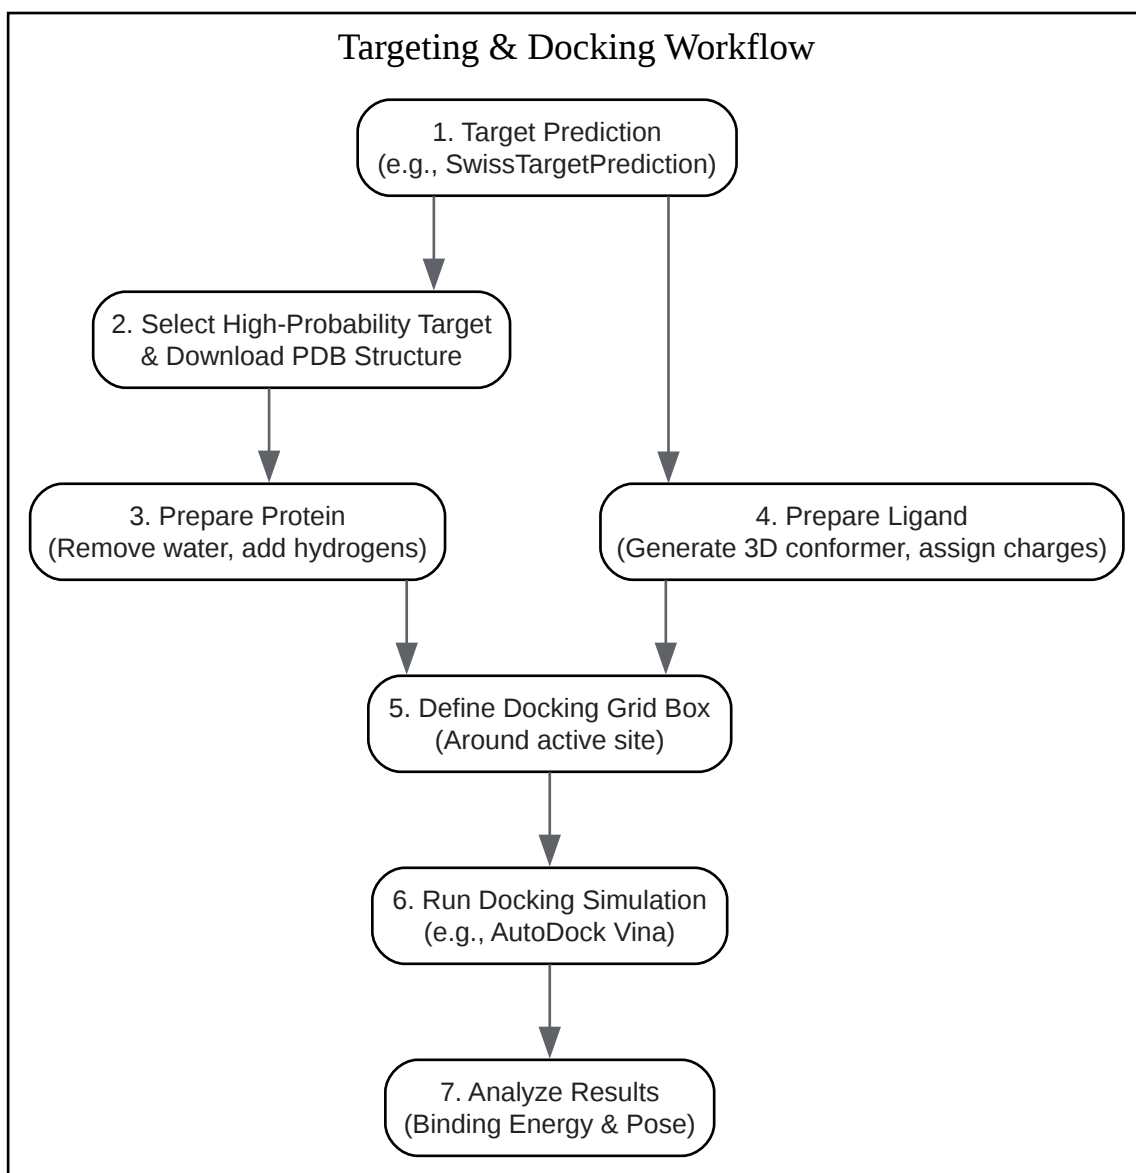 Targeting & Docking Workflow
1. Target Prediction
(e.g., SwissTargetPrediction)
2. Select High-Probability Target
& Download PDB Structure
3. Prepare Protein
(Remove water, add hydrogens)
4. Prepare Ligand
(Generate 3D conformer, assign charges)
5. Define Docking Grid Box
(Around active site)
6. Run Docking Simulation
(e.g., AutoDock Vina)
7. Analyze Results
(Binding Energy & Pose)